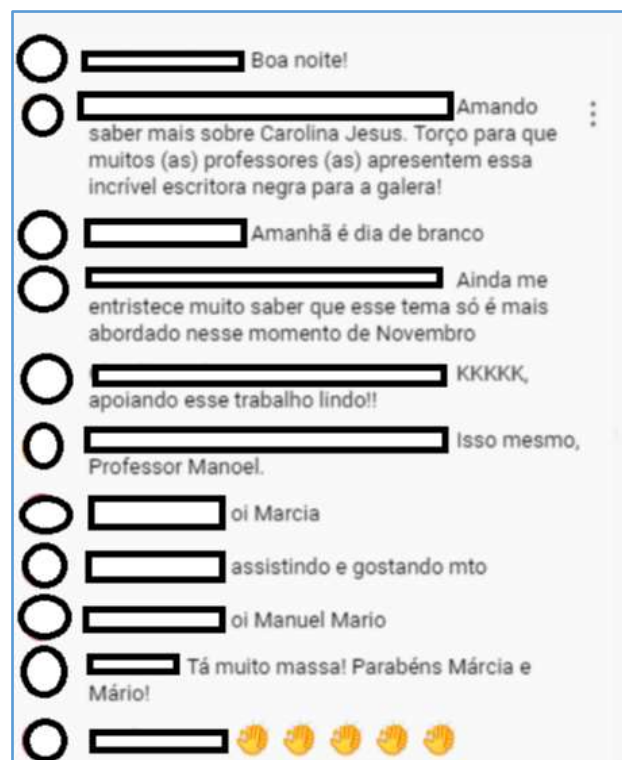 Boa noite!
Amando
saber mais sobre Carolina Jesus. Torço para que
muitos (as) professores (as) apresentem essa
incrível escritora negra para a galera!
Amanhã é dia de branco
Ainda me
entristece muito saber que esse tema só é mais
abordado nesse momento de Novembro
KKKKK,
apoiando esse trabalho lindo!!
Isso mesmo,
Professor Manoel.
oi Marcia
assistindo e gostando mto
oi Manuel Mario
Tá muito massa! Parabéns Márcia e
Mário!
👏👏👏👏👏